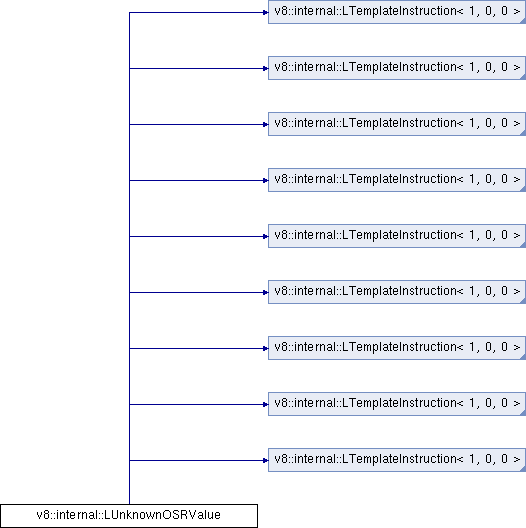 v8::internal::LTemplateInstruction< 1, 0, 0 >
v8::internal::LTemplateInstruction< 1, 0, 0 >
v8::internal::LTemplateInstruction< 1, 0, 0 >
v8::internal::LTemplateInstruction< 1, 0, 0 >
v8::internal::LTemplateInstruction< 1, 0, 0 >
v8::internal::LTemplateInstruction< 1, 0, 0 >
v8::internal::LTemplateInstruction< 1, 0, 0 >
v8::internal::LTemplateInstruction< 1, 0, 0 >
v8::internal::LTemplateInstruction< 1, 0, 0 >
v8::internal::LUnknownOSRValue